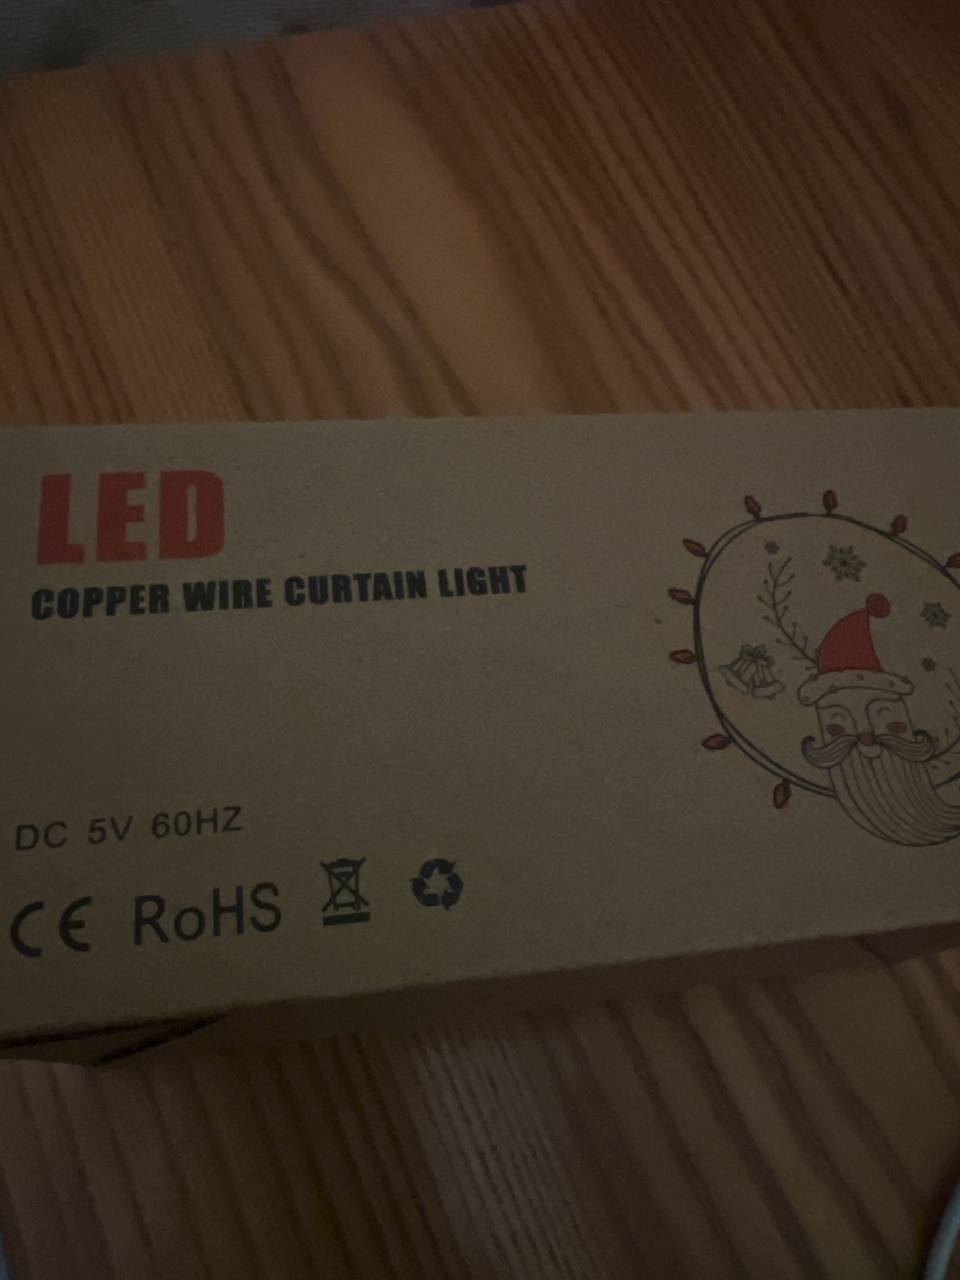 LED
COPPER WIRE CURTAIN LIGHT
DC 5V 60HZ
CE RoHS